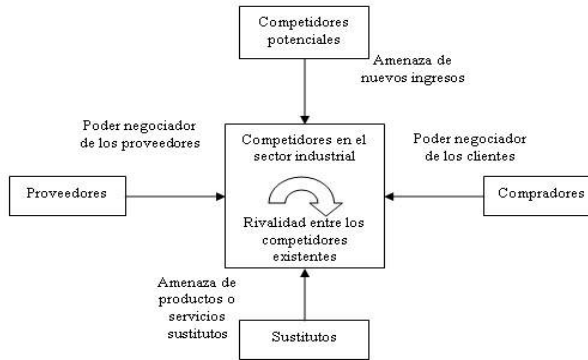 Competidores
potenciales
Amenaza de
nuevos ingresos
Poder negociador
de los proveedores
Competidores en el
sector industrial
Poder negociador
de los clientes
Proveedores
Compradores
Rivalidad entre los
competidores
existentes
Amenaza de
productos o
servicios
sustitutos
Sustitutos